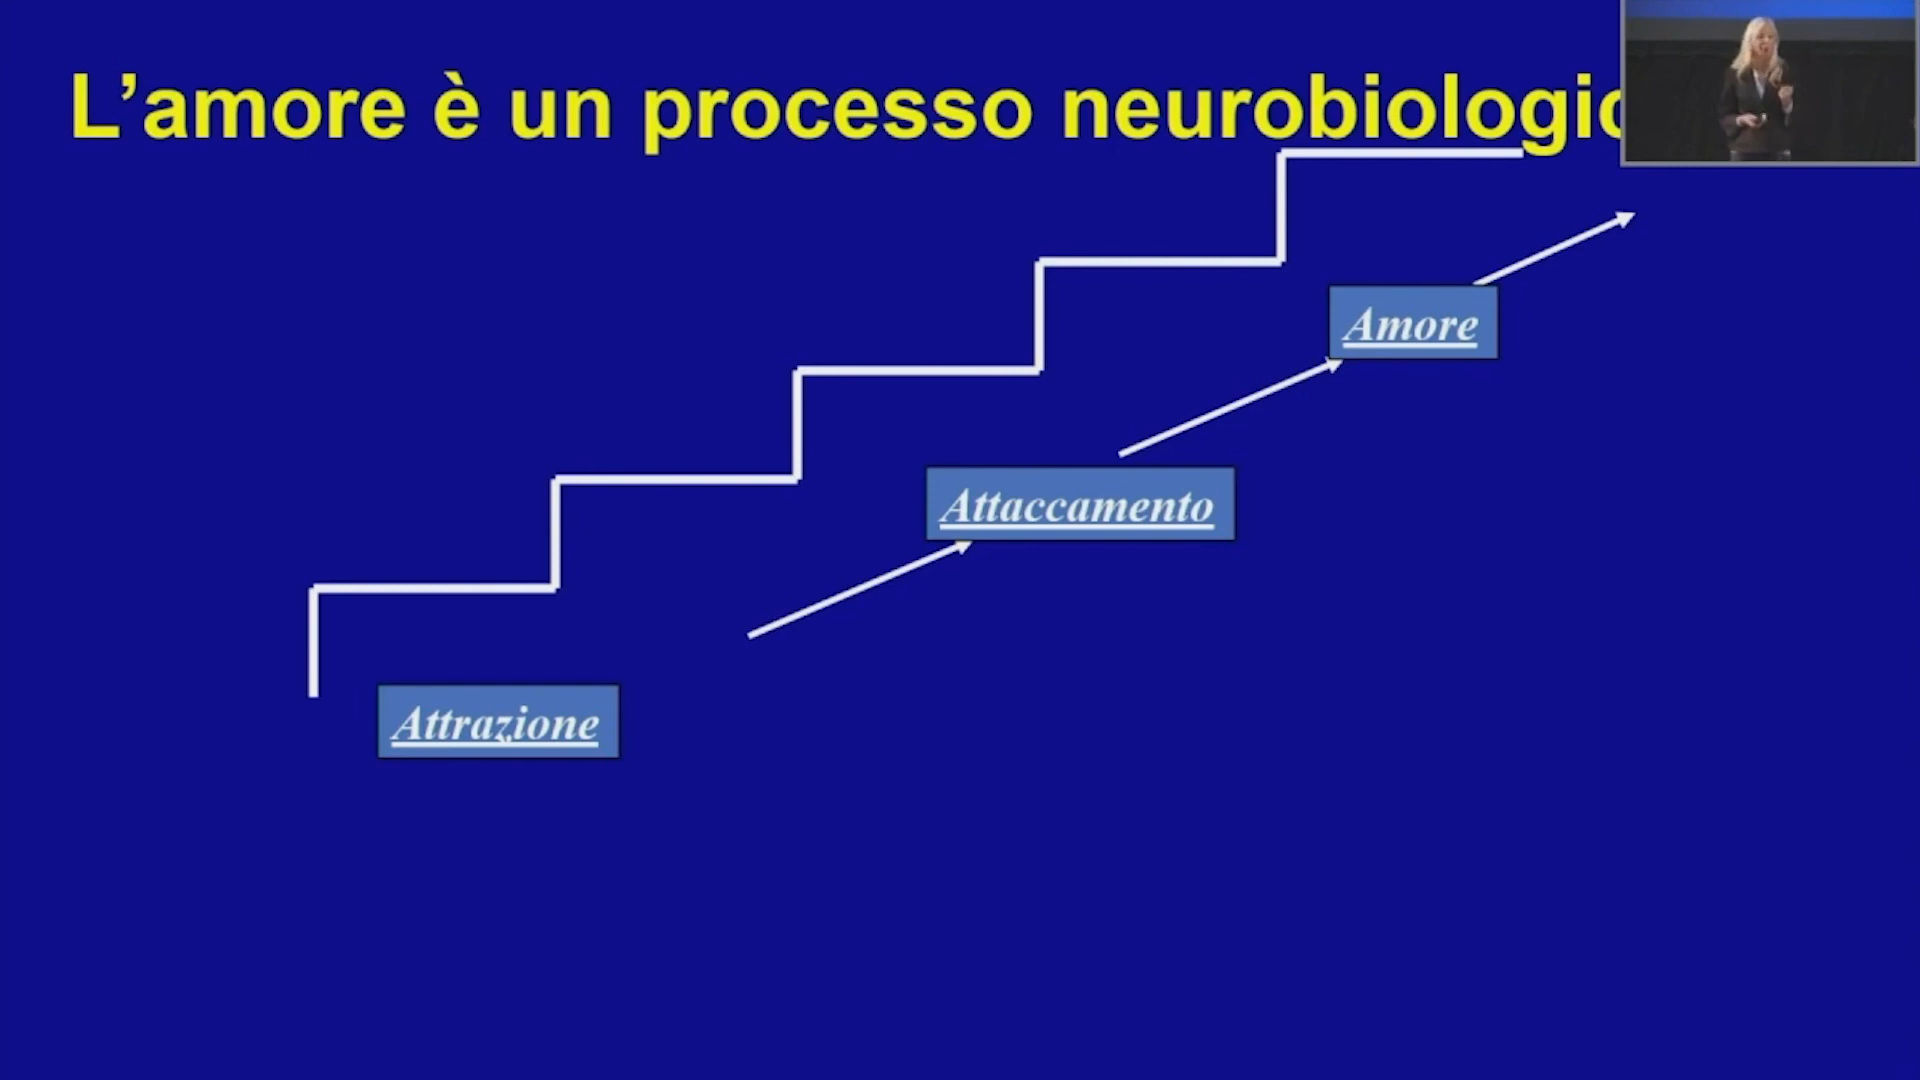 L’amore è un processo neurobiologic
Amore
Attaccamento
Attrazione